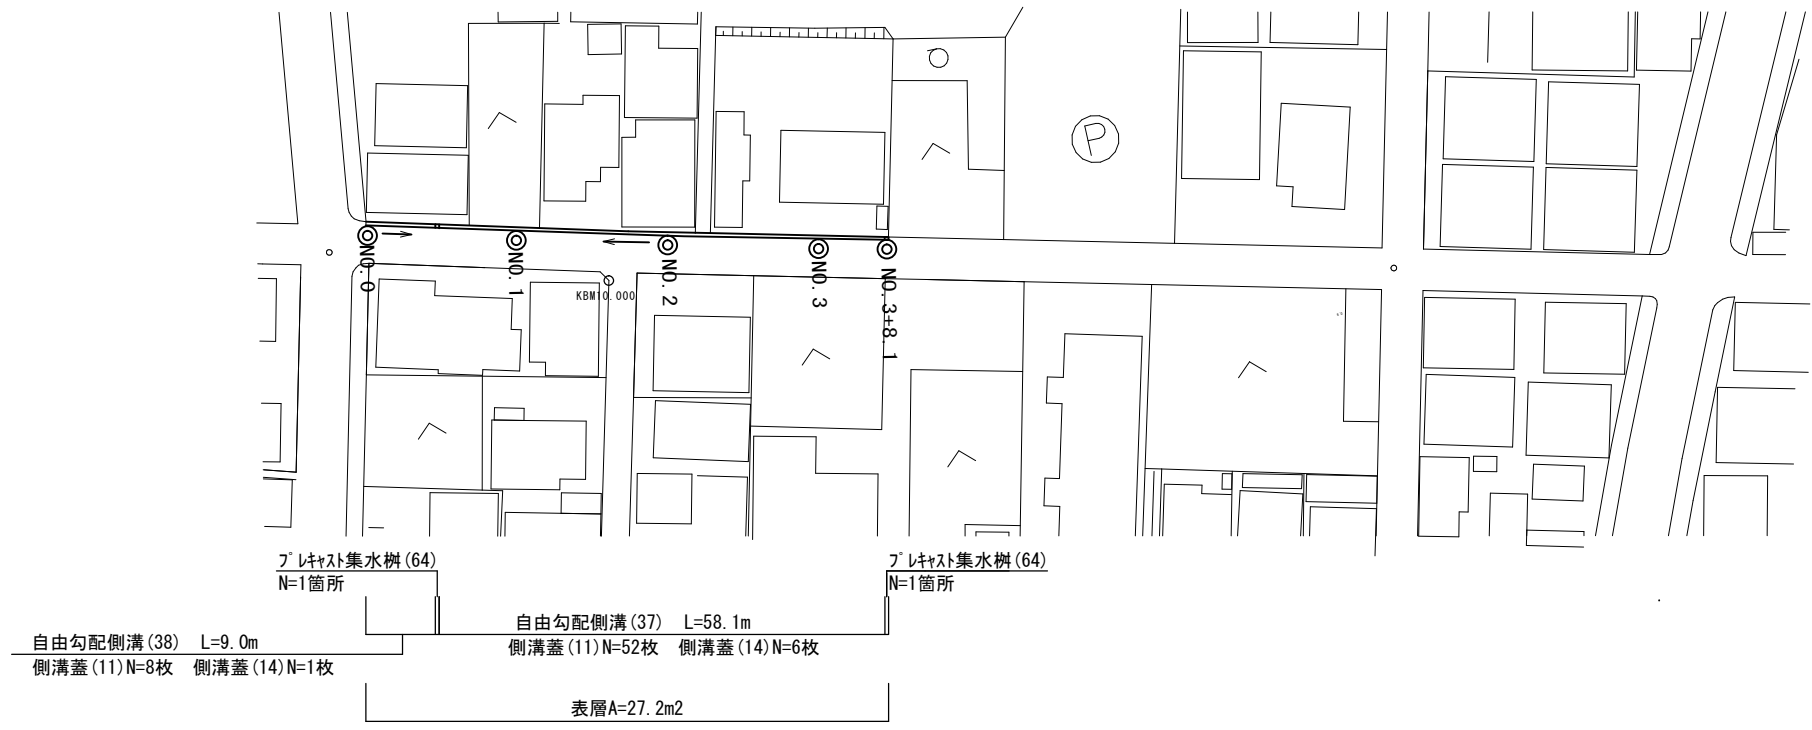 P
NO.0
NO.1
NO.2
NO.3
NO.3+8.1
KBM10.000
プレキャスト集水桝(64)
N=1箇所
プレキャスト集水桝(64)
N=1箇所
自由勾配側溝(37) L=58.1m
側溝蓋(11)N=52枚 側溝蓋(14)N=6枚
自由勾配側溝(38) L=9.0m
側溝蓋(11)N=8枚 側溝蓋(14)N=1枚
表層A=27.2m2